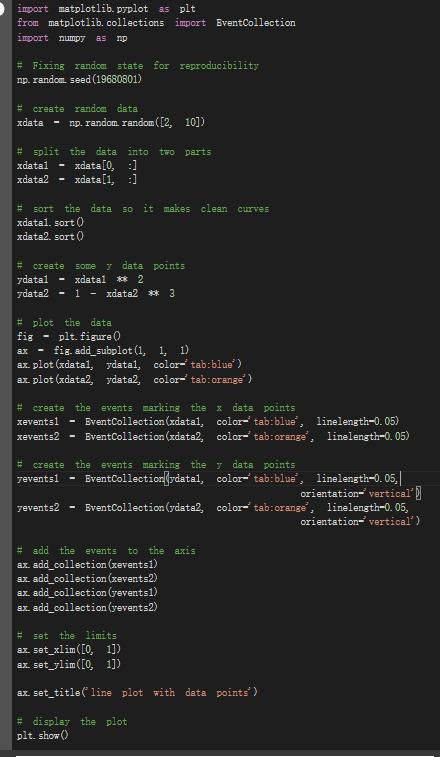 import matplotlib.pyplot as plt
from matplotlib.collections import EventCollection
import numpy as np
# Fixing random state for reproducibility
np.random.seed(19680801)
# create random data
xdata = np.random.random([2, 10])
# split the data into two parts
xdata1 = xdata[0, :]
xdata2 = xdata[1, :]
# sort the data so it makes clean curves
xdata1.sort()
xdata2.sort()
# create some y data points
ydata1 = xdata1 ** 2
ydata2 = 1 - xdata2 ** 3
# plot the data
fig = plt.figure()
ax = fig.add_subplot(1, 1, 1)
ax.plot(xdata1, ydata1, color='tab:blue')
ax.plot(xdata2, ydata2, color='tab:orange')
# create the events marking the x data points
xevents1 = EventCollection(xdata1, color='tab:blue', linelength=0.05)
xevents2 = EventCollection(xdata2, color='tab:orange', linelength=0.05)
# create the events marking the y data points
yevents1 = EventCollection(ydata1, color='tab:blue', linelength=0.05,
orientation='vertical')
yevents2 = EventCollection(ydata2, color='tab:orange', linelength=0.05,
orientation='vertical')
# add the events to the axis
ax.add_collection(xevents1)
ax.add_collection(xevents2)
ax.add_collection(yevents1)
ax.add_collection(yevents2)
# set the limits
ax.set_xlim([0, 1])
ax.set_ylim([0, 1])
ax.set_title('line plot with data points')
# display the plot
plt.show()